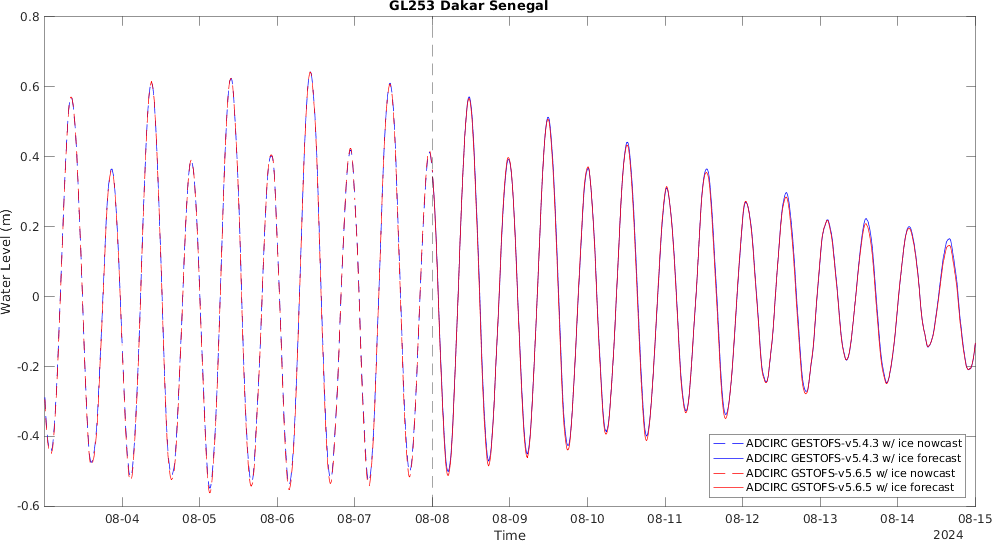 GL253 Dakar Senegal
0.8
0.6
0.4
0.2
0
-0.2
-0.4
-0.6
Water Level (m)
08-04 08-05 08-06 08-07 08-08 08-09 08-10 08-11 08-12 08-13 08-14 08-15
Time
2024
ADCIRC GESTOFS-v5.4.3 w/ ice nowcast
ADCIRC GESTOFS-v5.4.3 w/ ice forecast
ADCIRC GSTOFS-v5.6.5 w/ ice nowcast
ADCIRC GSTOFS-v5.6.5 w/ ice forecast